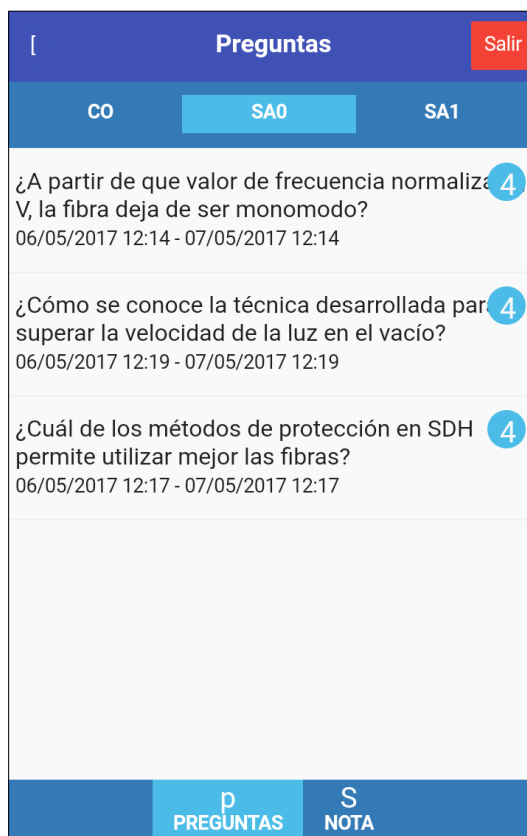 [
Preguntas
Salir
CO
SA0
SA1
¿A partir de que valor de frecuencia
V, la fibra deja de ser monomodo?
4
06/05/2017 12:14 - 07/05/2017 12:14
¿Cómo se conoce la técnica desarrollada para
superar la velocidad de la luz en el vacío?
4
06/05/2017 12:19 - 07/05/2017 12:19
¿Cuál de los métodos de protección en SDH
permite utilizar mejor las fibras?
4
06/05/2017 12:17 - 07/05/2017 12:17
p
PREGUNTAS
S
NOTA